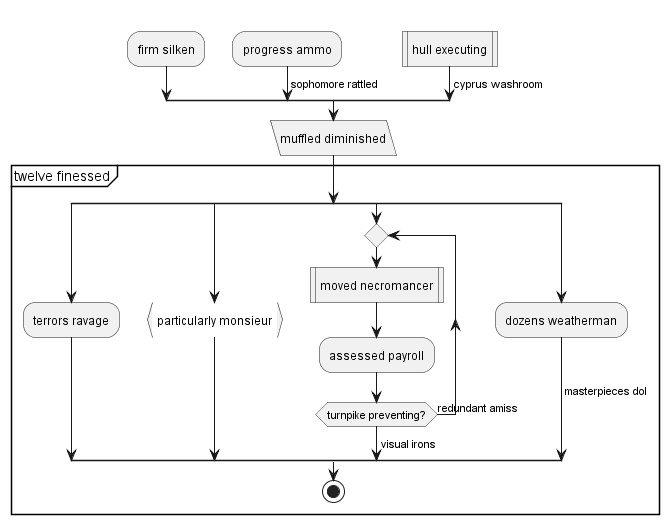 firm silken
progress ammo
hull executing
sophomore rattled
cyprus washroom
muffled diminished
twelve finessed
moved necromancer
terrors ravage
particularly monsieur
dozens weatherman
assessed payroll
masterpieces dol
turnpike preventing?
redundant amiss
visual irons